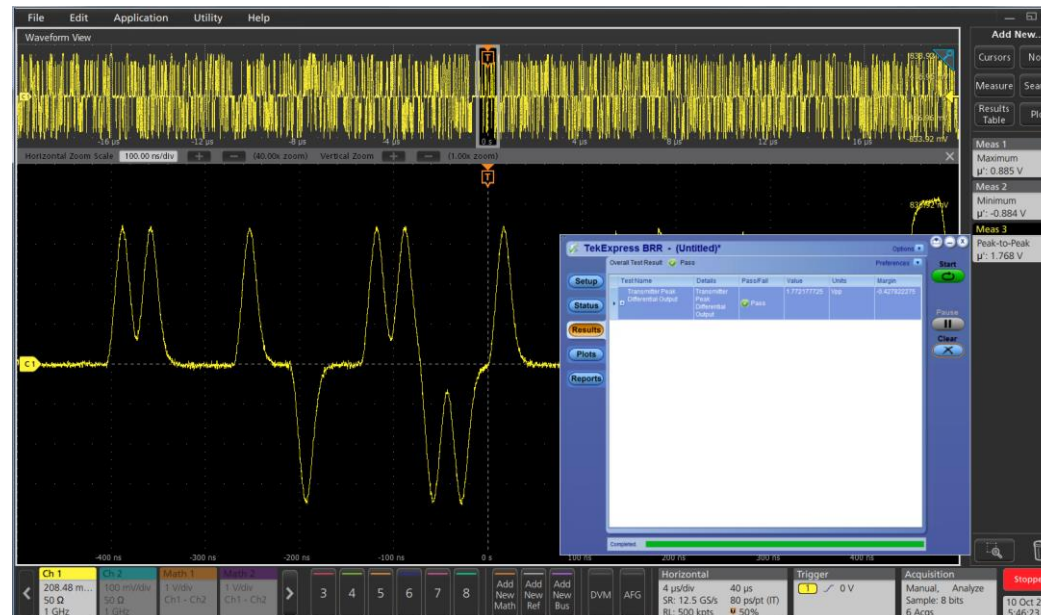 File Edit Application Utility Help
Waveform View
Add New...
Cursors
Measure
Results
Table
T
-16 µs -12 µs -8 µs -4 µs 0 s 4 µs 8 µs 12 µs 16 µs
-833.92 mV
Horizontal Zoom Scale 100.00 ns/div + − (40.00x zoom) Vertical Zoom + − (1.00x zoom)
Meas 1
Maximum
µ': 0.885 V
Meas 2
Minimum
µ': -0.884 V
Meas 3
Peak-to-Peak
µ': 1.768 V
T
C1
TekExpress BRR - (Untitled)*
Options
Overall Test Result Pass
Preferences
Start
Pause
Clear
Setup
Status
Results
Plots
Reports
Test Name Details Pass/Fail Value Units Margin
Transmitter Peak
Differential Output
Transmitter
Peak
Differential
Output
Pass
1.772177725 Vpp
Completed.
-400 ns -300 ns -200 ns -100 ns 0 s 100 ns 200 ns 300 ns 400 ns
Ch 1
208.48 m...
50 Ω
1 GHz
Ch 2
100 mV/div
50 Ω
1 GHz
Math 1
1 V/div
Ch1 - Ch2
Math 2
1 V/div
Ch1 - Ch2
3 4 5 6 7 8
Add
New
Math
Add
New
Ref
Add
New
Bus
DVM
AFG
Horizontal
4 µs/div 40 µs
SR: 12.5 GS/s 80 ps/pt (IT)
RL: 500 kpts 50%
Trigger
1 0 V
Acquisition
Manual, Analyze
Sample: 8 bits
6 Acqs
Stoppe
10 Oct 2
5:46:23